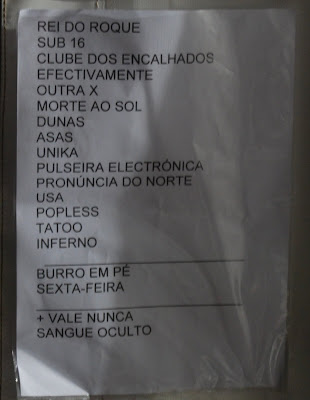 REI DO ROQUE
SUB 16
CLUBE DOS ENCALHADOS
EFECTIVAMENTE
OUTRA X
MORTE AO SOL
DUNAS
ASAS
UNIKA
PULSEIRA ELECTRÓNICA
PRONÚNCIA DO NORTE
USA
POPLESS
TATOO
INFERNO
BURRO EM PÉ
SEXTA-FEIRA
+ VALE NUNCA
SANGUE OCULTO